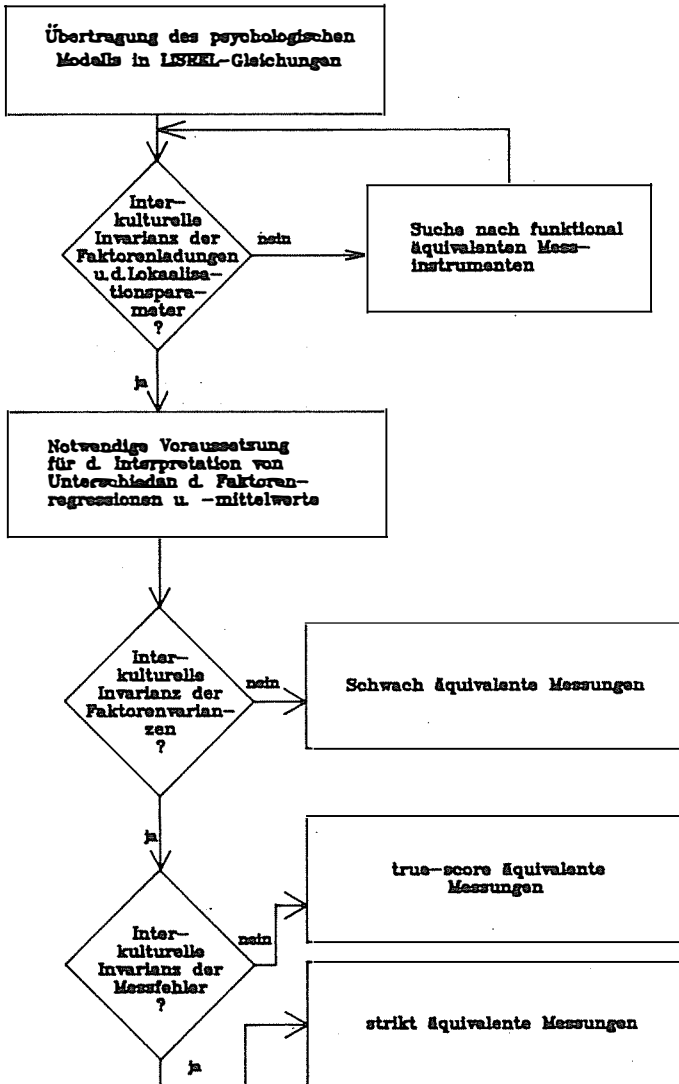 Übertragung des psychologischen
Modells in LISREL-Gleichungen
Inter-
kulturelle
Invarianz der
Faktorenladungen
u.d.Lokaalisa-
tionspara-
meter
?
nein
Suche nach funktional
äquivalenten Mess-
instrumenten
ja
Notwendige Voraussetzung
für d. Interpretation von
Unterschieden d. Faktoren-
regressionen u. -mittelwerte
Inter-
kulturelle
Invarianz der
Faktorenvarian-
zen
?
nein
Schwach äquivalente Messungen
ja
true-score äquivalente
Messungen
Inter-
kulturelle
Invarianz der
Messfehler
?
nein
strikt äquivalente Messungen
ja